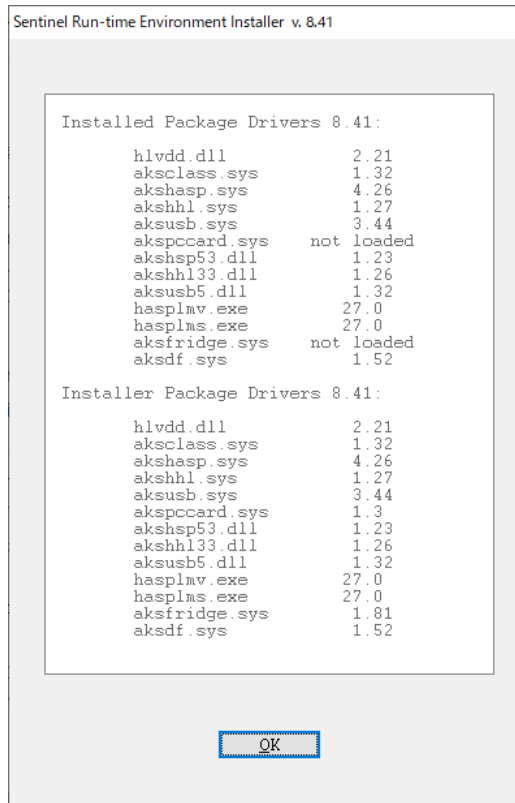 Sentinel Run-time Environment Installer v. 8.41
Installed Package Drivers 8.41:
hlvdd.dll 2.21
aksclass.sys 1.32
akshasp.sys 4.26
akshhl.sys 1.27
aksusb.sys 3.44
akspccard.sys not loaded
akshsp53.dll 1.23
akshhl33.dll 1.26
aksusb5.dll 1.32
hasplmv.exe 27.0
hasplms.exe 27.0
aksfridge.sys not loaded
aksdf.sys 1.52
Installer Package Drivers 8.41:
hlvdd.dll 2.21
aksclass.sys 1.32
akshasp.sys 4.26
akshhl.sys 1.27
aksusb.sys 3.44
akspccard.sys 1.3
akshsp53.dll 1.23
akshhl33.dll 1.26
aksusb5.dll 1.32
hasplmv.exe 27.0
hasplms.exe 27.0
aksfridge.sys 1.81
aksdf.sys 1.52
OK